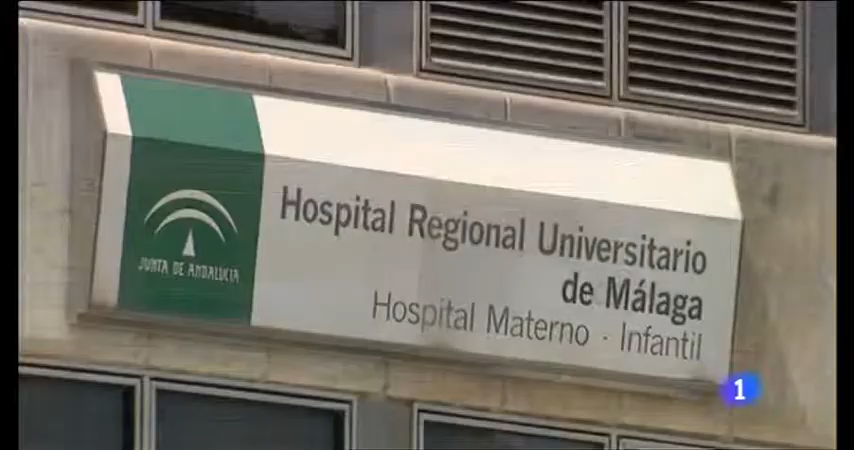 JUNTA DE ANDALUCIA
Hospital Regional Universitario
de Málaga
Hospital Materno - Infantil
1